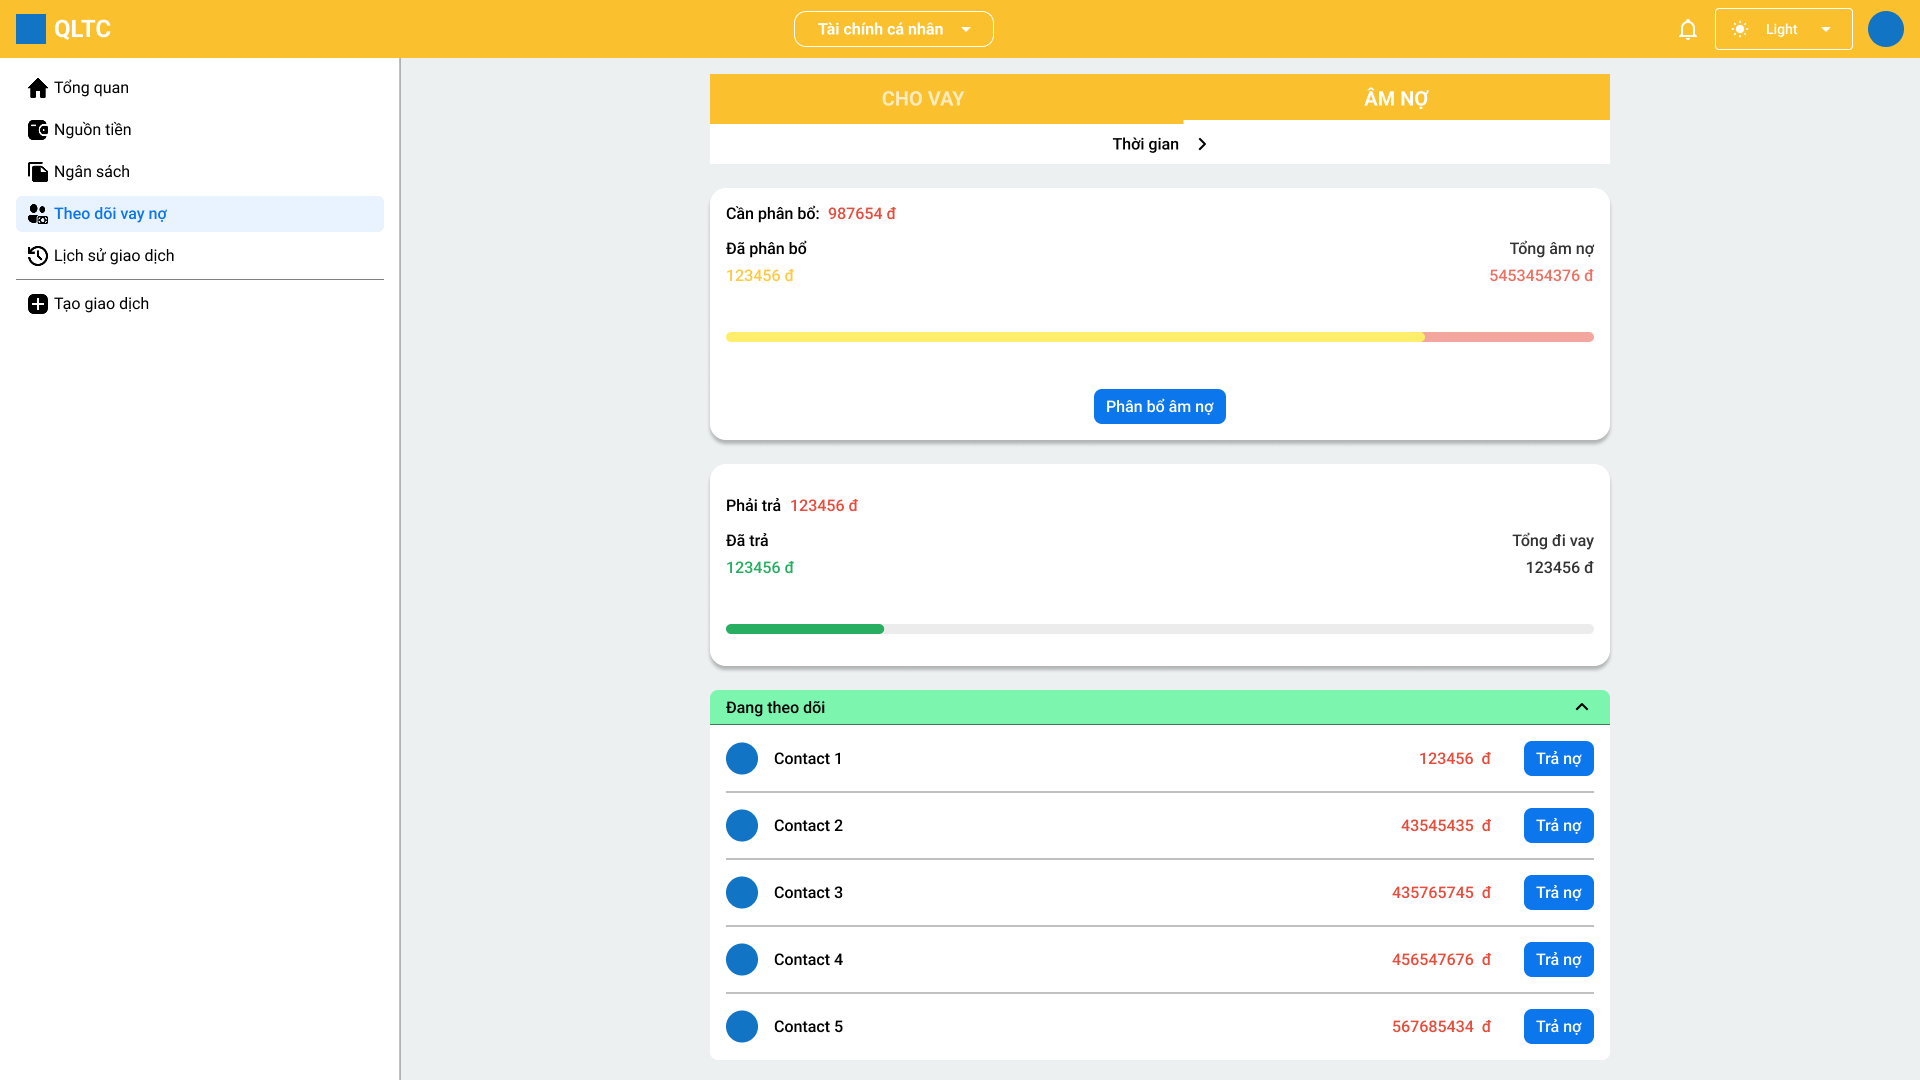 QLTC
Tài chính cá nhân
Light
Tổng quan
Nguồn tiền
Ngân sách
Theo dõi vay nợ
Lịch sử giao dịch
Tạo giao dịch
CHO VAY
ÂM NỢ
Thời gian
Cần phân bổ: 987654 đ
Đã phân bổ
Tổng âm nợ
123456 đ
5453454376 đ
Phân bổ âm nợ
Phải trả 123456 đ
Đã trả
Tổng đi vay
123456 đ
123456 đ
Đang theo dõi
Contact 1 123456 đ Trả nợ
Contact 2 43545435 đ Trả nợ
Contact 3 435765745 đ Trả nợ
Contact 4 456547676 đ Trả nợ
Contact 5 567685434 đ Trả nợ